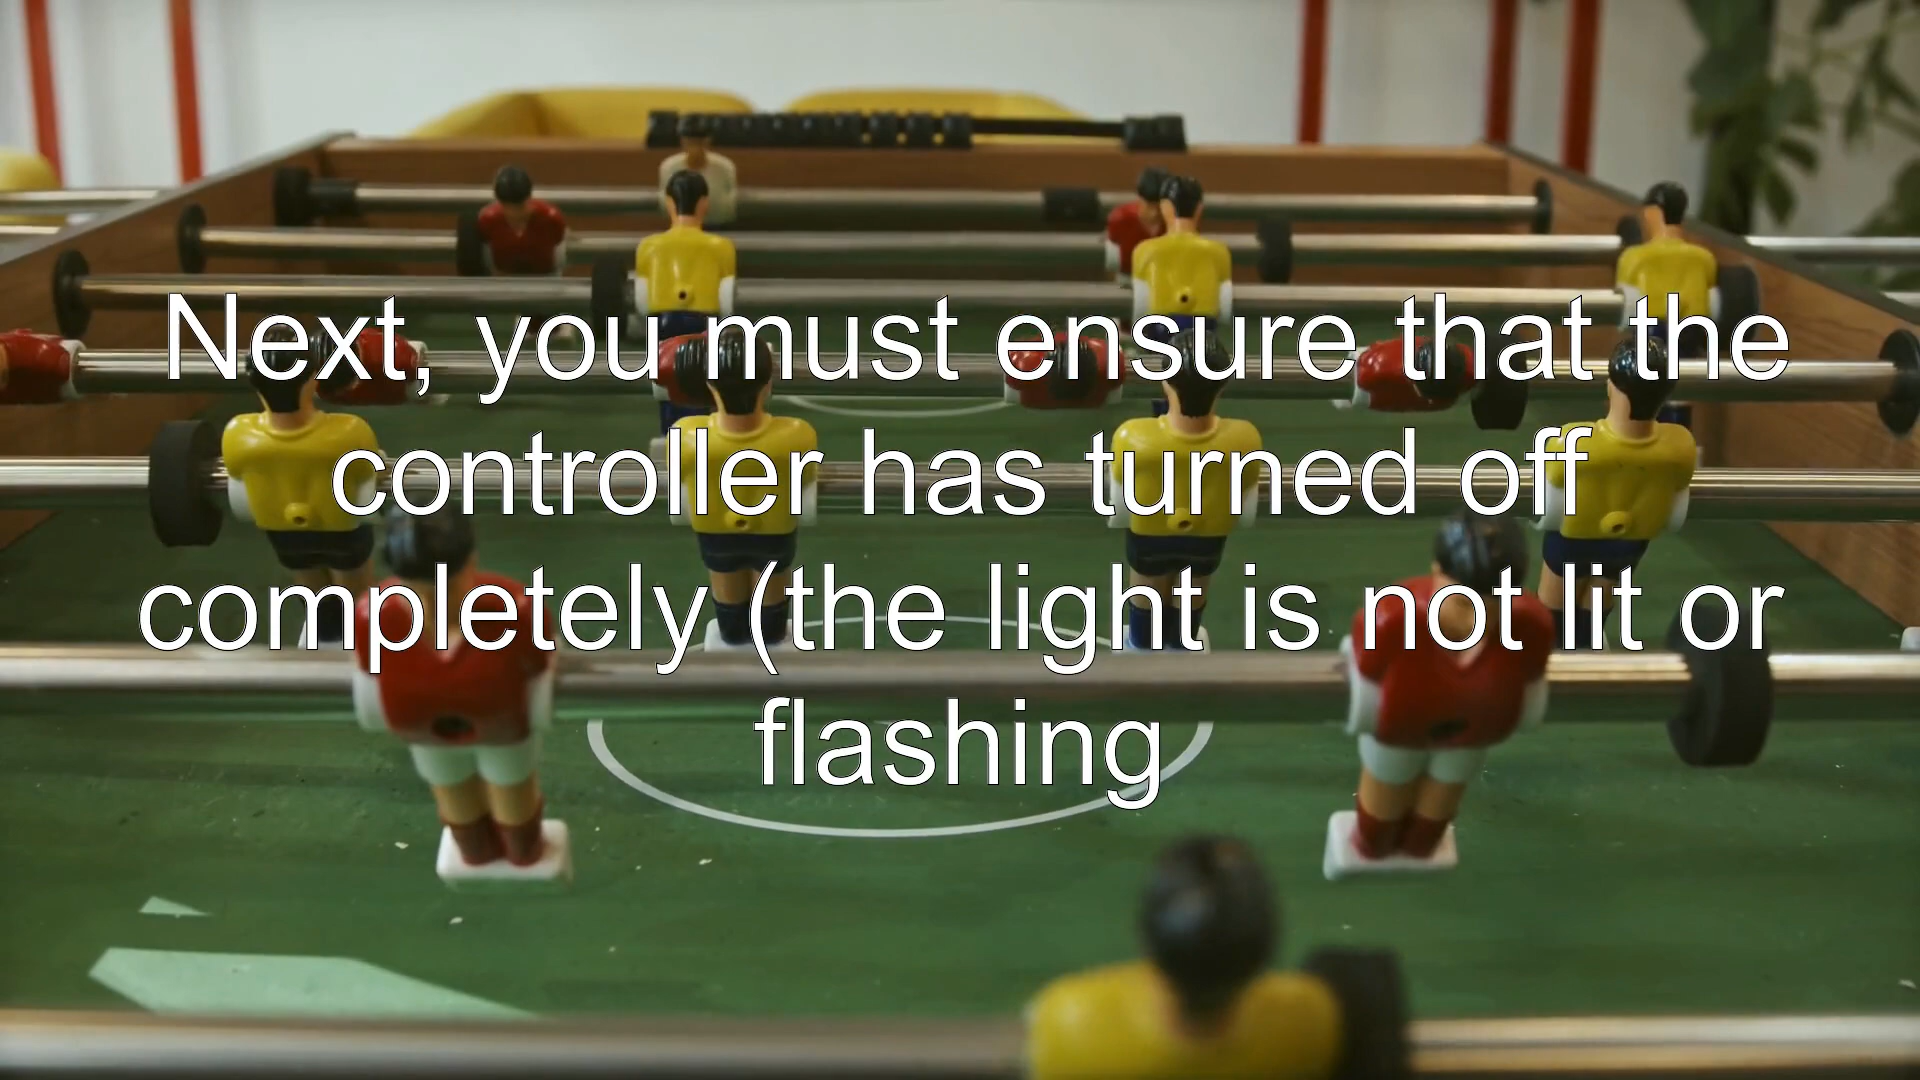 Next, you must ensure that the
controller has turned off
completely (the light is not lit or
flashing